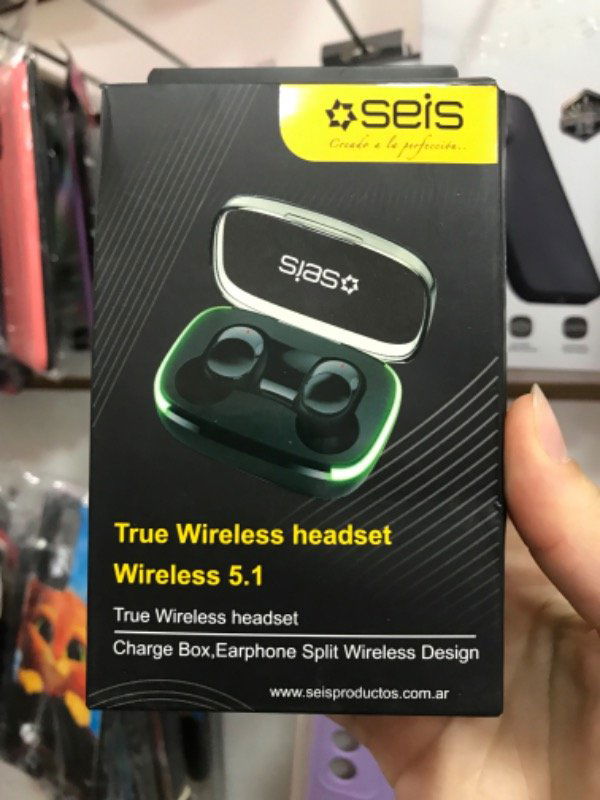 seis
Creado a la perfección..
seis
True Wireless headset
Wireless 5.1
True Wireless headset
Charge Box,Earphone Split Wireless Design
www.seisproductos.com.ar